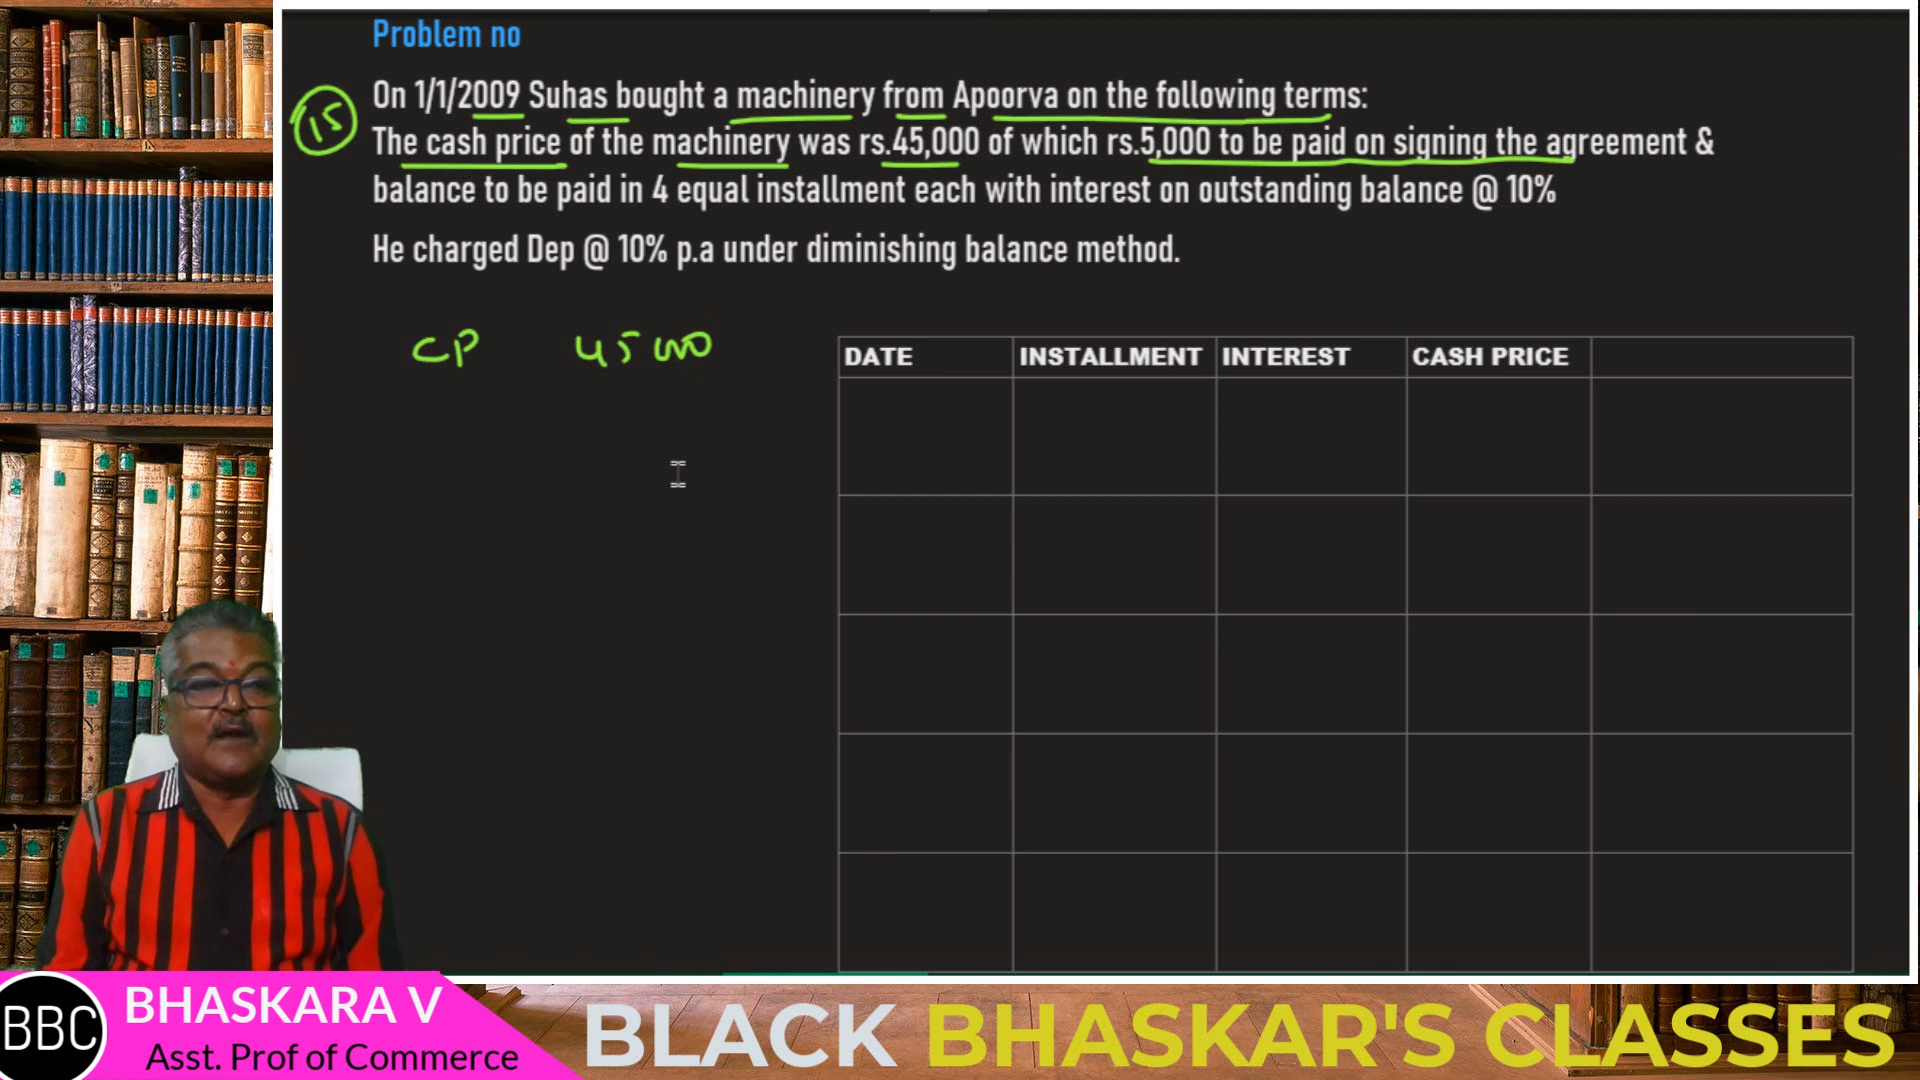 Problem no
15
On 1/1/2009 Suhas bought a machinery from Apoorva on the following terms:
The cash price of the machinery was rs.45,000 of which rs.5,000 to be paid on signing the agreement &
balance to be paid in 4 equal installment each with interest on outstanding balance @ 10%
He charged Dep @ 10% p.a under diminishing balance method.
CP 45000
DATE INSTALLMENT INTEREST CASH PRICE
BBC
BHASKARA V
Asst. Prof of Commerce
BLACK BHASKAR'S CLASSES